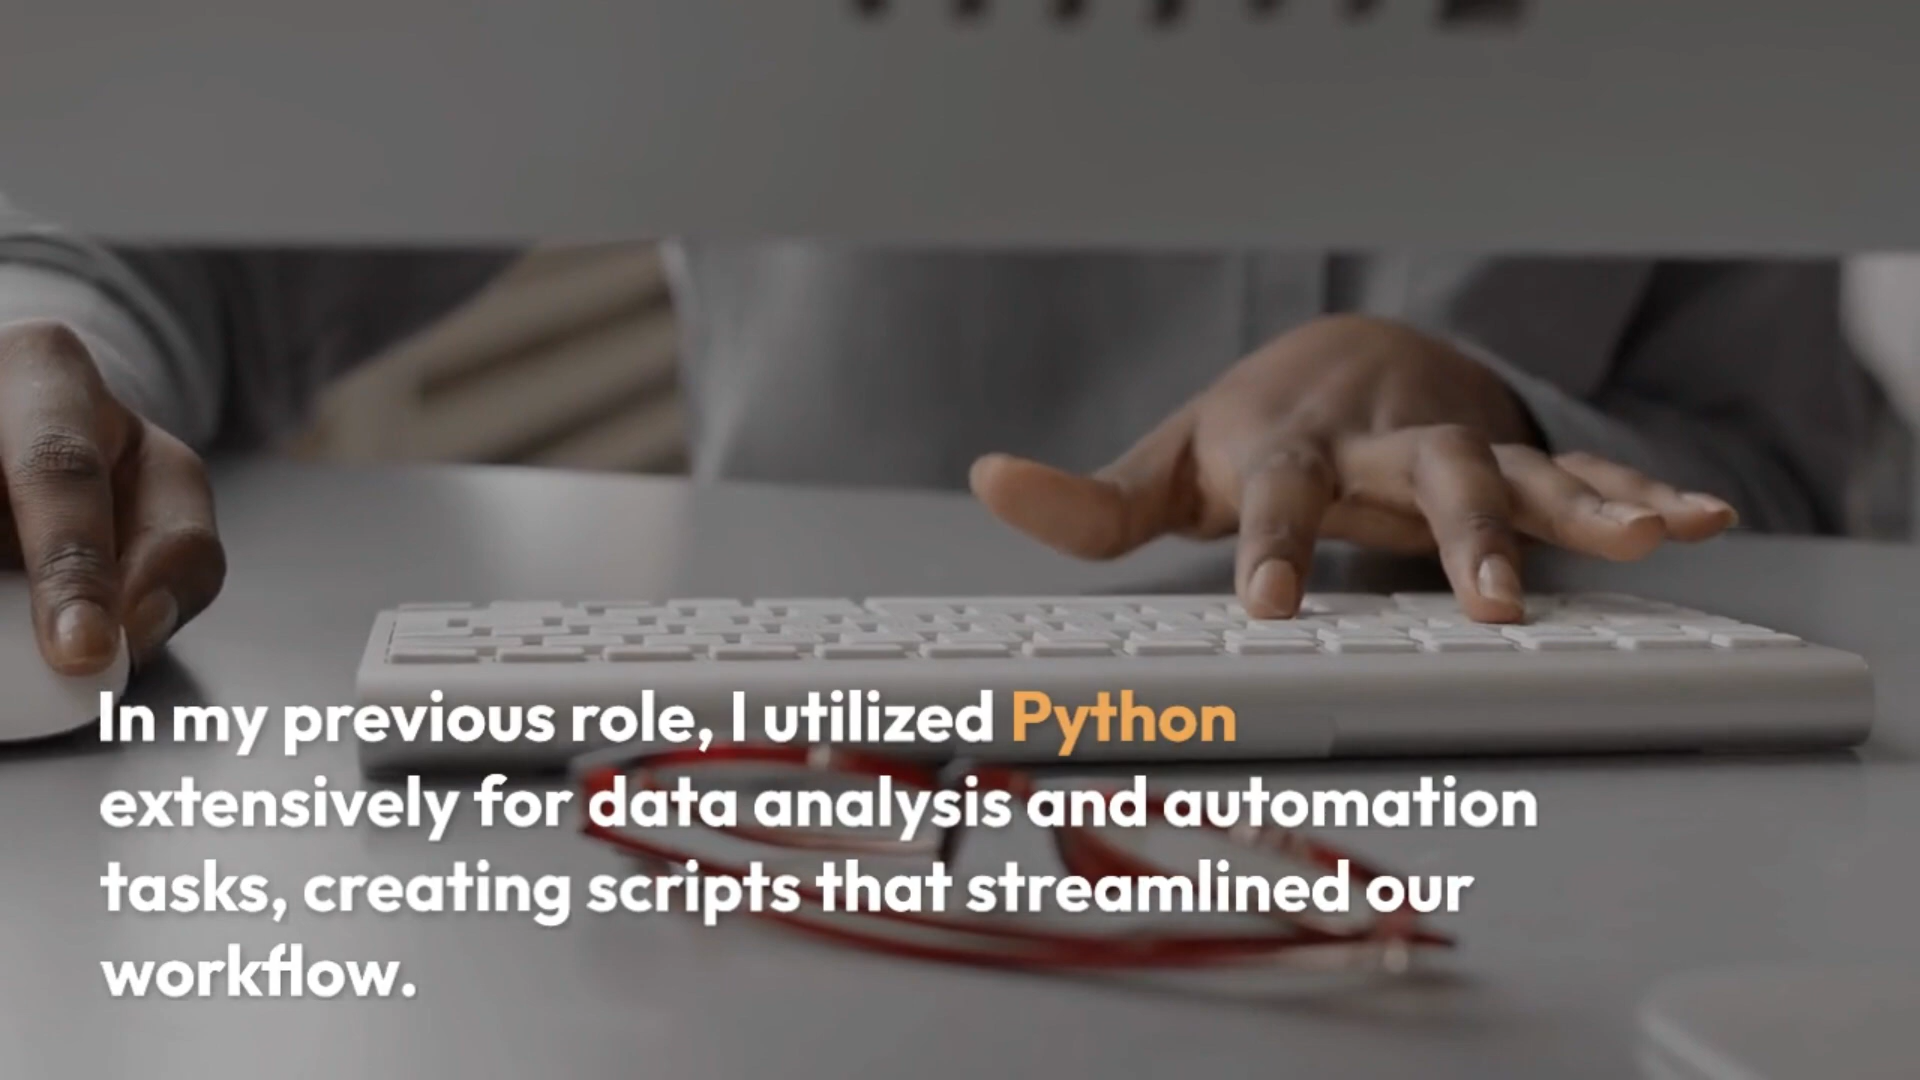 In my previous role, I utilized Python
extensively for data analysis and automation
tasks, creating scripts that streamlined our
workflow.